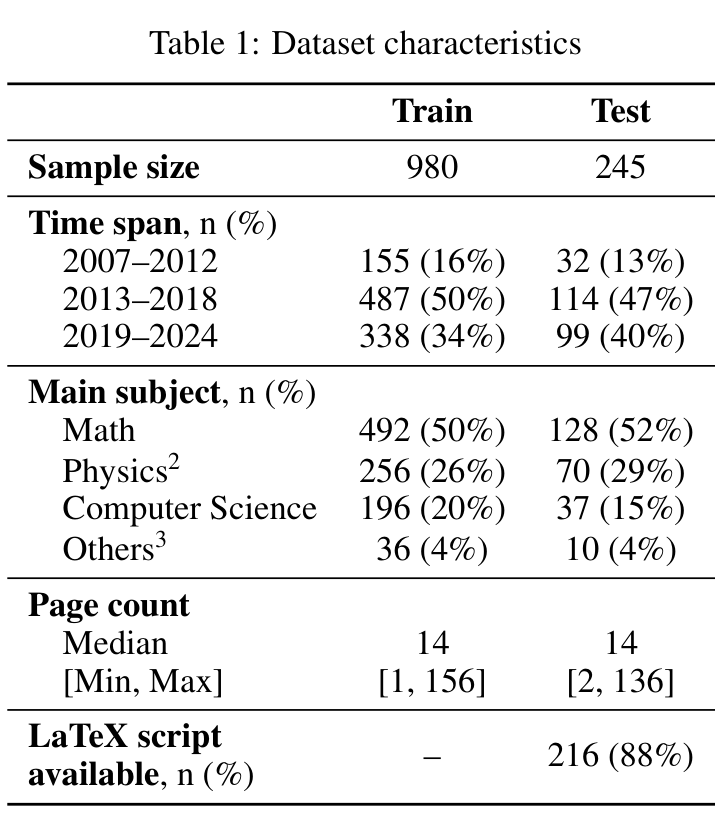 Table 1: Dataset characteristics
Train Test
Sample size 980 245
Time span, n (%)
2007–2012 155 (16%) 32 (13%)
2013–2018 487 (50%) 114 (47%)
2019–2024 338 (34%) 99 (40%)
Main subject, n (%)
Math 492 (50%) 128 (52%)
Physics² 256 (26%) 70 (29%)
Computer Science 196 (20%) 37 (15%)
Others³ 36 (4%) 10 (4%)
Page count
Median 14 14
[Min, Max] [1, 156] [2, 136]
LaTeX script
available, n (%) – 216 (88%)